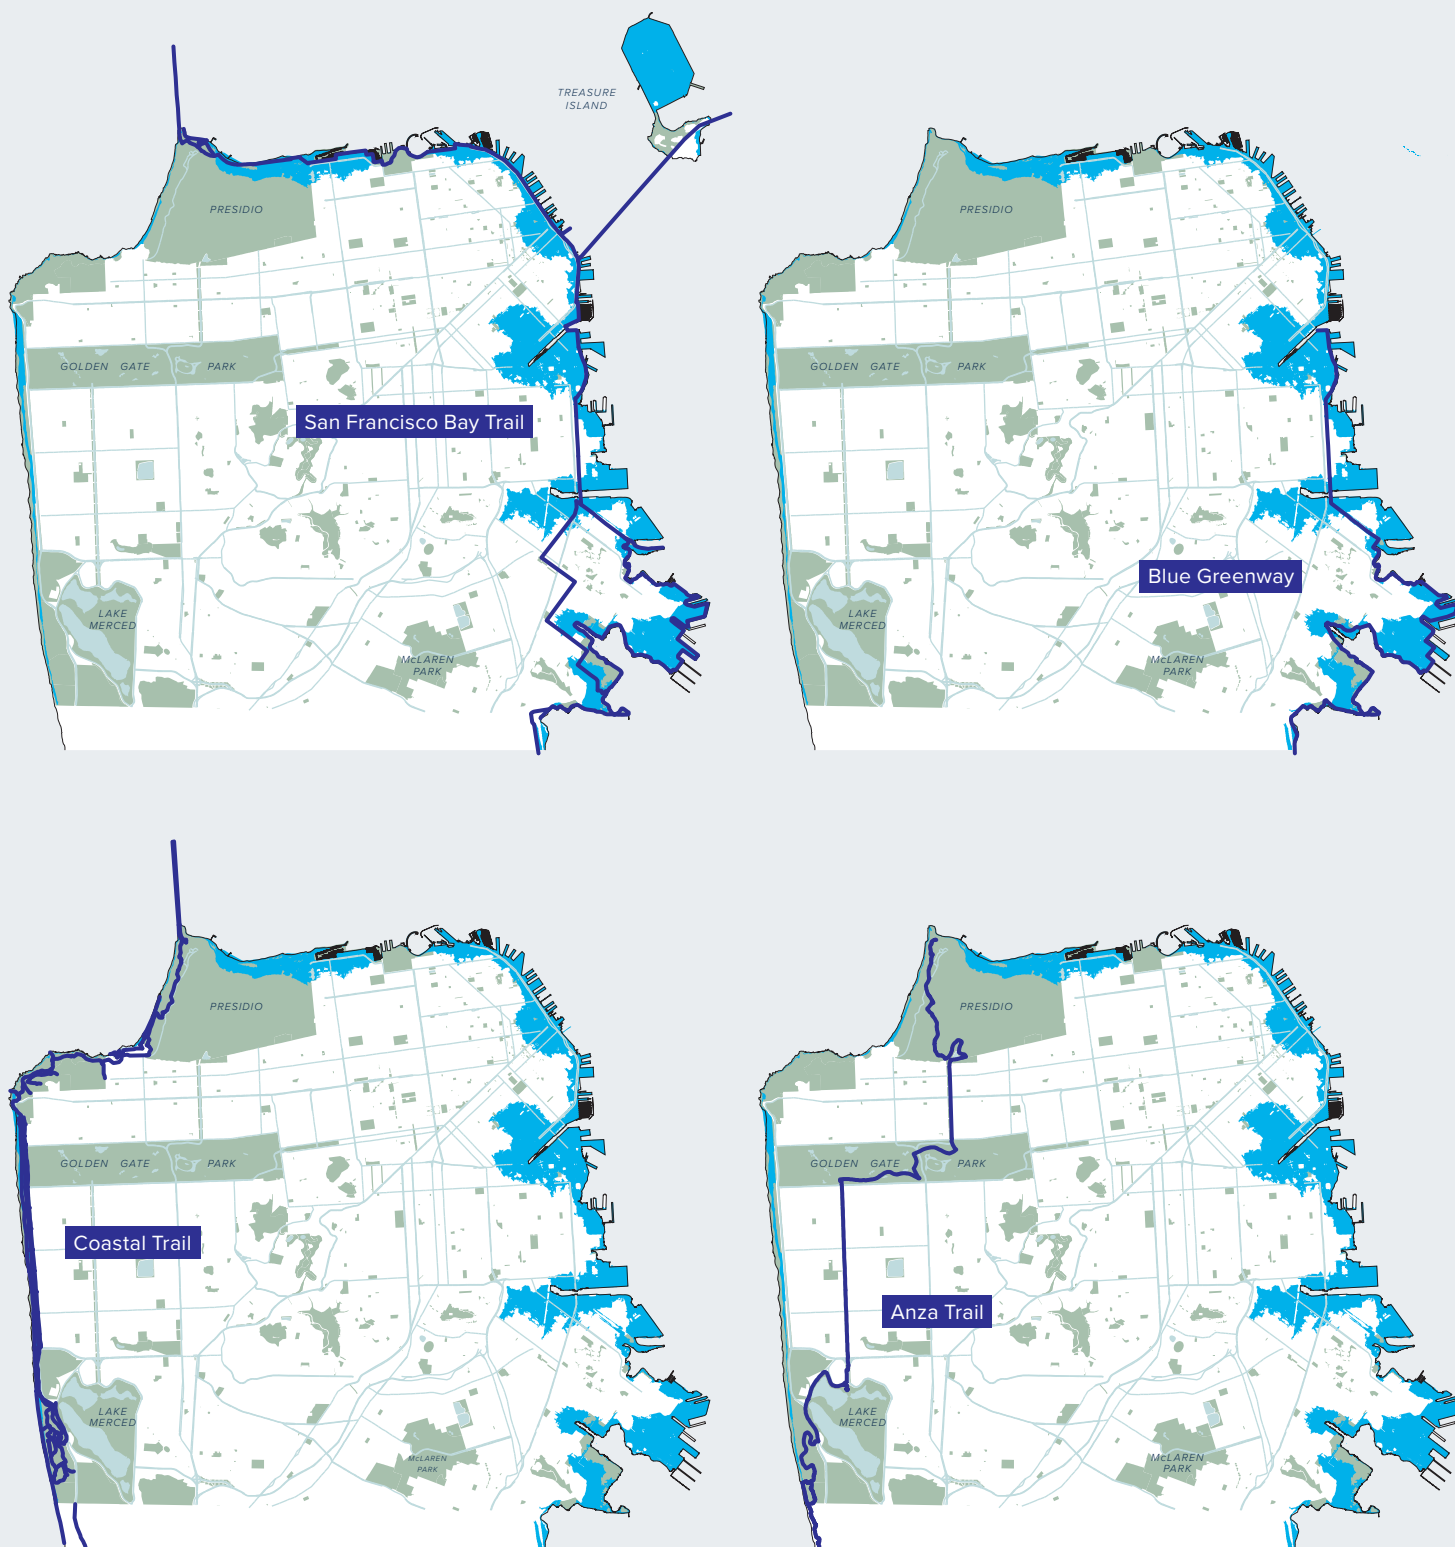 TREASURE
ISLAND
PRESIDIO
GOLDEN GATE PARK
San Francisco Bay Trail
LAKE
MERCED
McLAREN
PARK
PRESIDIO
GOLDEN GATE PARK
Blue Greenway
LAKE
MERCED
McLAREN
PARK
PRESIDIO
GOLDEN GATE PARK
Coastal Trail
LAKE
MERCED
McLAREN
PARK
PRESIDIO
GOLDEN GATE PARK
Anza Trail
LAKE
MERCED
McLAREN
PARK